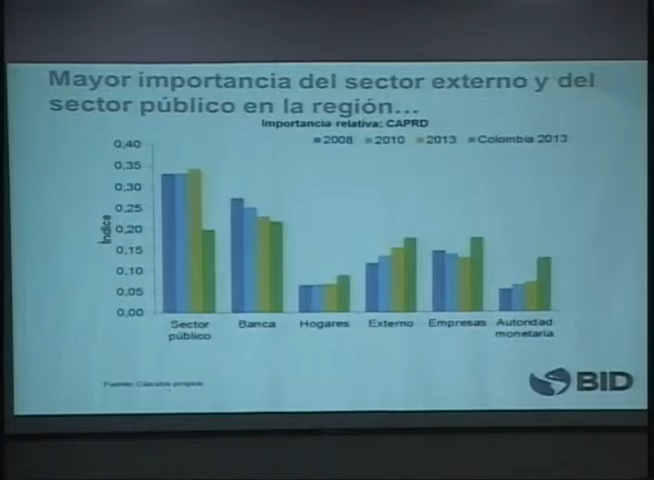 Mayor importancia del sector externo y del
sector público en la región...
Importancia relativa: CAPRD
2008 2010 2013 Colombia 2013
0,40
0,35
0,30
0,25
0,20
0,15
0,10
0,05
0,00
Índice
Sector público
Banca
Hogares
Externo
Empresas
Autoridad monetaria
Fuente: Cálculos propios
BID